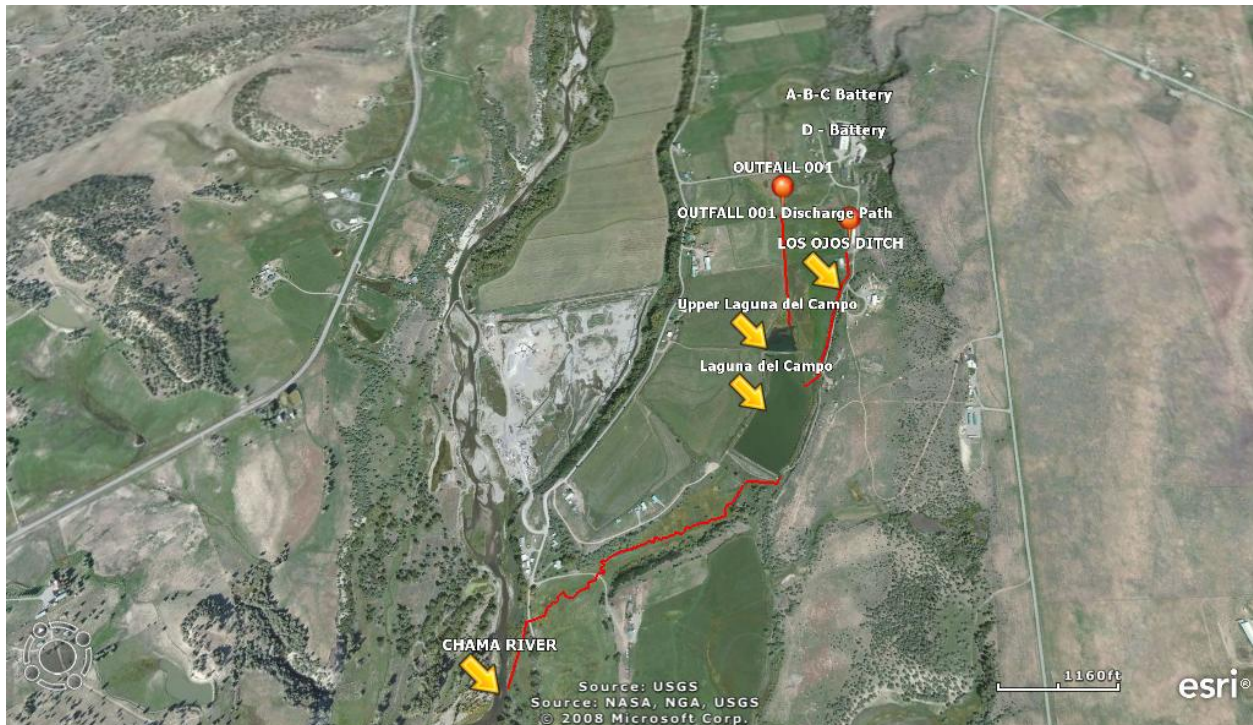 A-B-C Battery
D - Battery
OUTFALL 001
OUTFALL 001 Discharge Path
LOS OJOS DITCH
Upper Laguna del Campo
Laguna del Campo
CHAMA RIVER
1160ft
Source: USGS
Source: NASA, NGA, USGS
© 2008 Microsoft Corp.
esri®